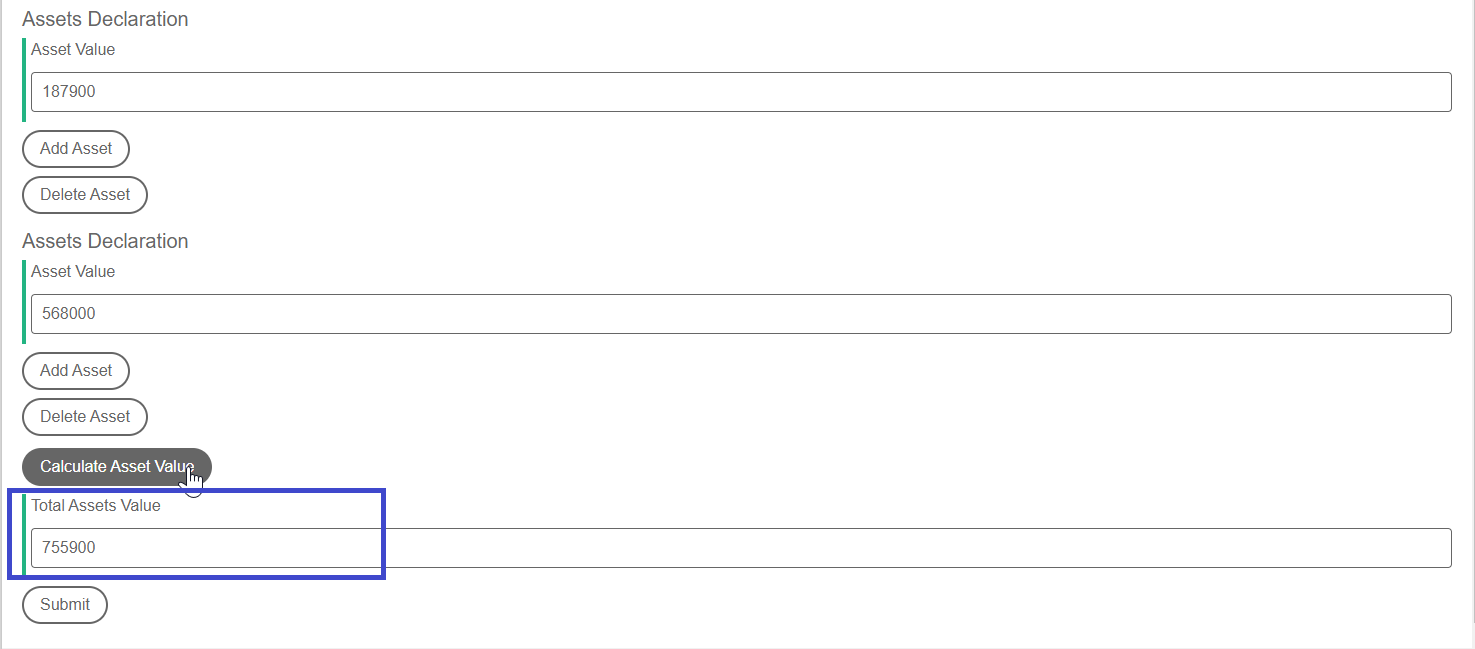 Assets Declaration
Asset Value
187900
Add Asset
Delete Asset
Assets Declaration
Asset Value
568000
Add Asset
Delete Asset
Calculate Asset Value
Total Assets Value
755900
Submit